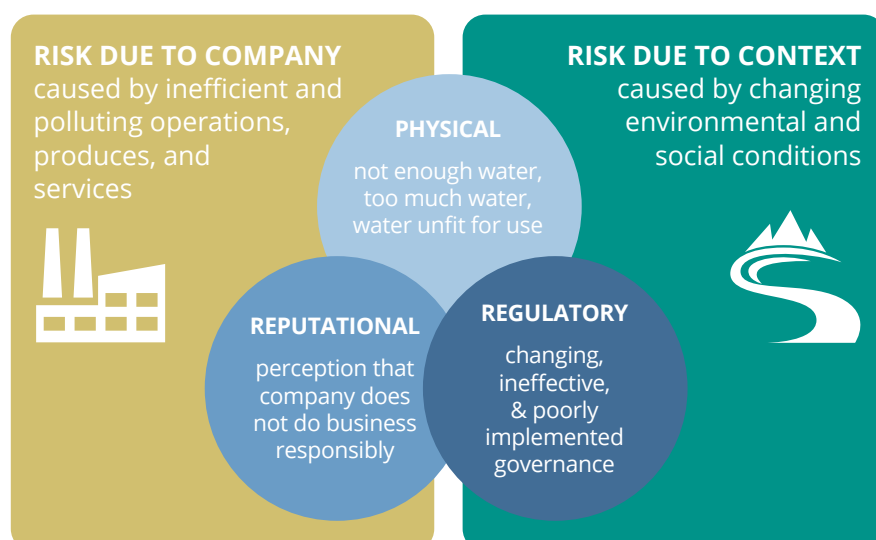 RISK DUE TO COMPANY
caused by inefficient and
polluting operations,
produces, and
services
RISK DUE TO CONTEXT
caused by changing
environmental and
social conditions
PHYSICAL
not enough water,
too much water,
water unfit for use
REPUTATIONAL
perception that
company does
not do business
responsibly
REGULATORY
changing,
ineffective,
& poorly
implemented
governance